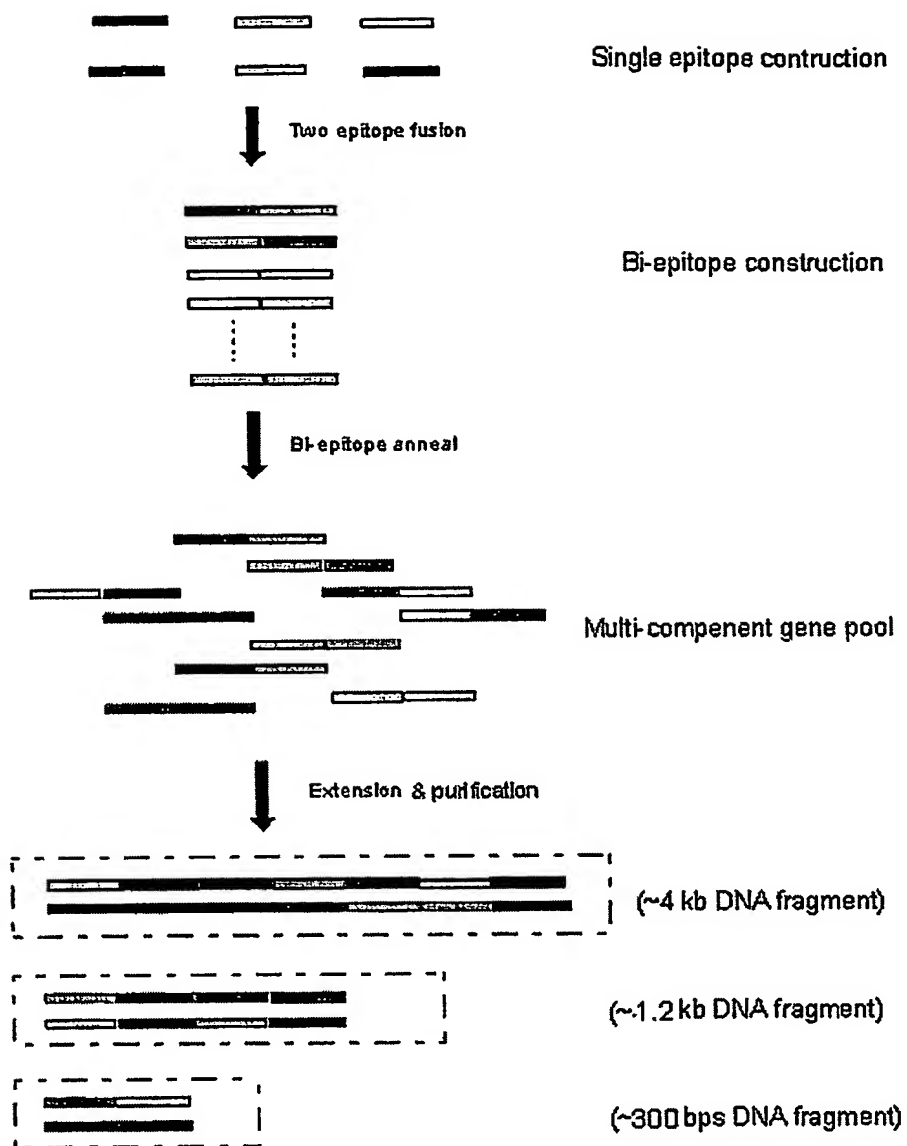 Single epitope contruction
Two epitope fusion
Bi-epitope construction
Bi-epitope anneal
Multi-compenent gene pool
Extension & purification
(~4 kb DNA fragment)
(~1.2 kb DNA fragment)
(~300 bps DNA fragment)